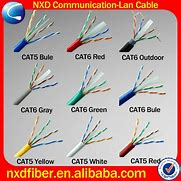 NXD Communication-Lan Cable
CAT5 Bule
CAT6 Red
CAT6 Outdoor
CAT6 Gray
CAT6 Green
CAT6 Bule
CAT5 Yellow
CAT5 White
CAT5 Red
nxdfiber.en.alibaba.com